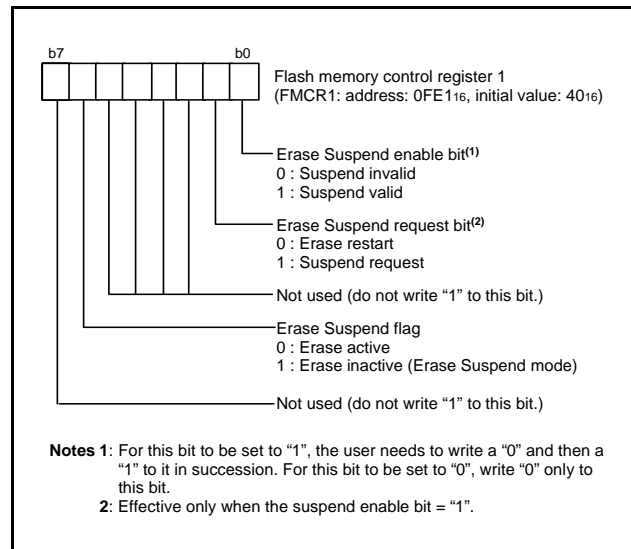 b7 b0
Flash memory control register 1
(FMCR1: address: 0FE116, initial value: 4016)
Erase Suspend enable bit(1)
0 : Suspend invalid
1 : Suspend valid
Erase Suspend request bit(2)
0 : Erase restart
1 : Suspend request
Not used (do not write “1” to this bit.)
Erase Suspend flag
0 : Erase active
1 : Erase inactive (Erase Suspend mode)
Not used (do not write “1” to this bit.)
Notes 1: For this bit to be set to “1”, the user needs to write a “0” and then a
“1” to it in succession. For this bit to be set to “0”, write “0” only to
this bit.
2: Effective only when the suspend enable bit = “1”.